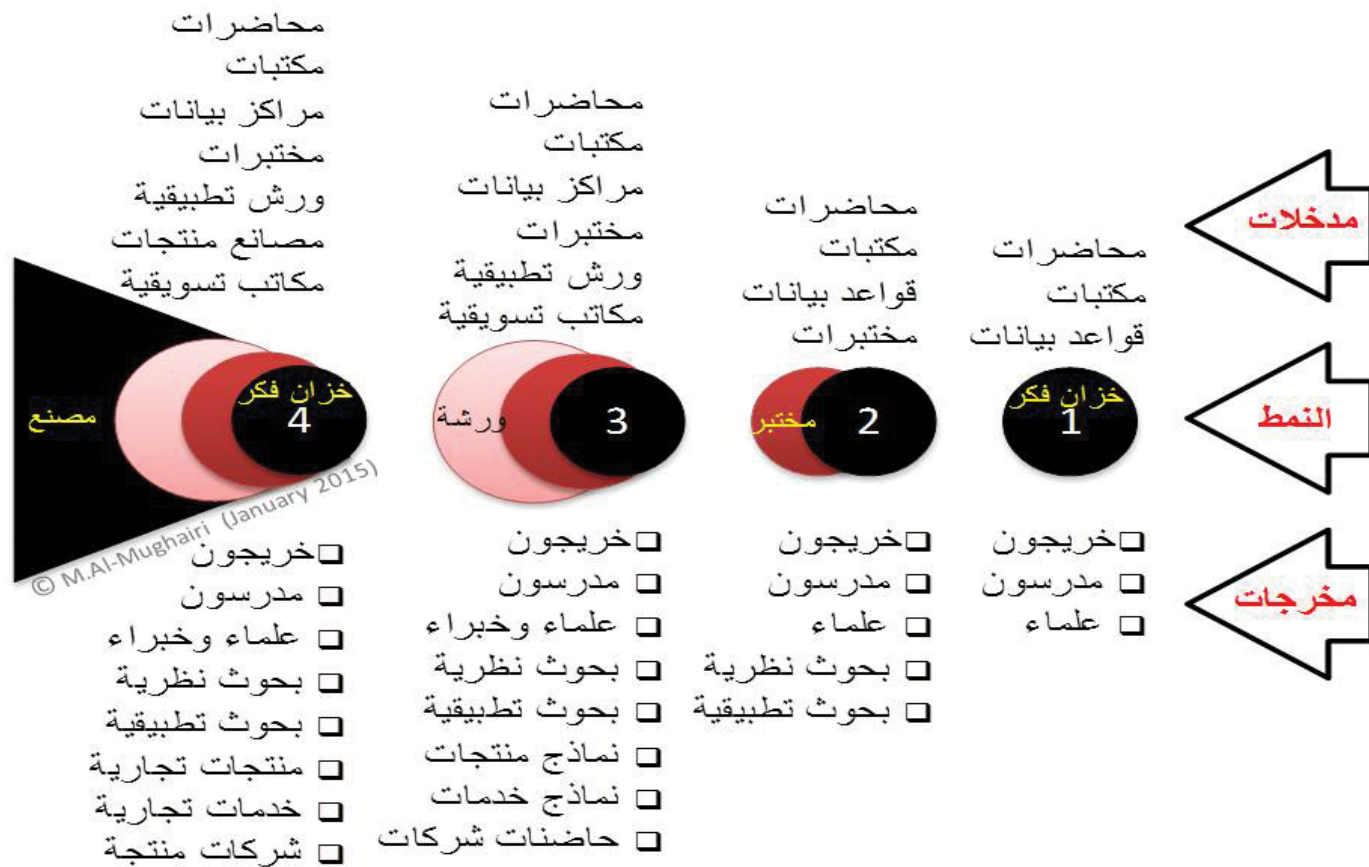 مدخلات
محاضرات
مكتبات
قواعد بيانات
محاضرات
مكتبات
قواعد بيانات
مختبرات
محاضرات
مكتبات
مراكز بيانات
مختبرات
ورش تطبيقية
مكاتب تسويقية
محاضرات
مكتبات
مراكز بيانات
مختبرات
ورش تطبيقية
مصانع منتجات
مكاتب تسويقية
النمط
خزان فكر
1
2
مختبر
3
ورشة
خزان فكر
4
مصنع
© M.Al-Mughairi (January 2015)
مخرجات
❑ خريجون
❑ مدرسون
❑ علماء
❑ خريجون
❑ مدرسون
❑ علماء
❑ بحوث نظرية
❑ بحوث تطبيقية
❑ خريجون
❑ مدرسون
❑ علماء وخبراء
❑ بحوث نظرية
❑ بحوث تطبيقية
❑ نماذج منتجات
❑ نماذج خدمات
❑ حاضنات شركات
❑ خريجون
❑ مدرسون
❑ علماء وخبراء
❑ بحوث نظرية
❑ بحوث تطبيقية
❑ منتجات تجارية
❑ خدمات تجارية
❑ شركات منتجة